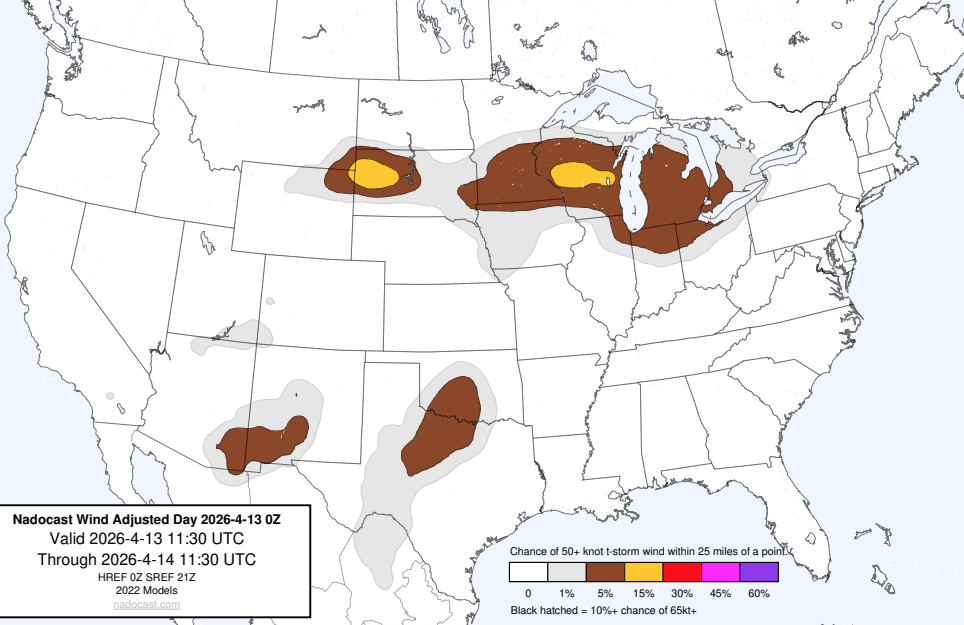 Nadocast Wind Adjusted Day 2026-4-13 0Z
Valid 2026-4-13 11:30 UTC
Through 2026-4-14 11:30 UTC
HREF 0Z SREF 21Z
2022 Models
nadocast.com
Chance of 50+ knot t-storm wind within 25 miles of a point.
0 1% 5% 15% 30% 45% 60%
Black hatched = 10%+ chance of 65kt+